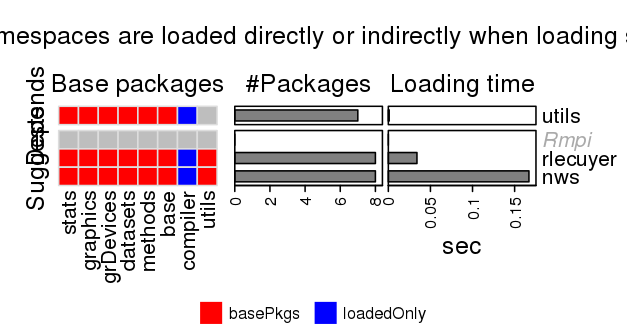 mespaces are loaded directly or indirectly when loading s
Base packages #Packages Loading time
Depends
Suggests
utils
Rmpi
rlecuyer
nws
stats
graphics
grDevices
datasets
methods
base
compiler
utils
0 2 4 6 8
0 0.05 0.1 0.15
sec
basePkgs loadedOnly